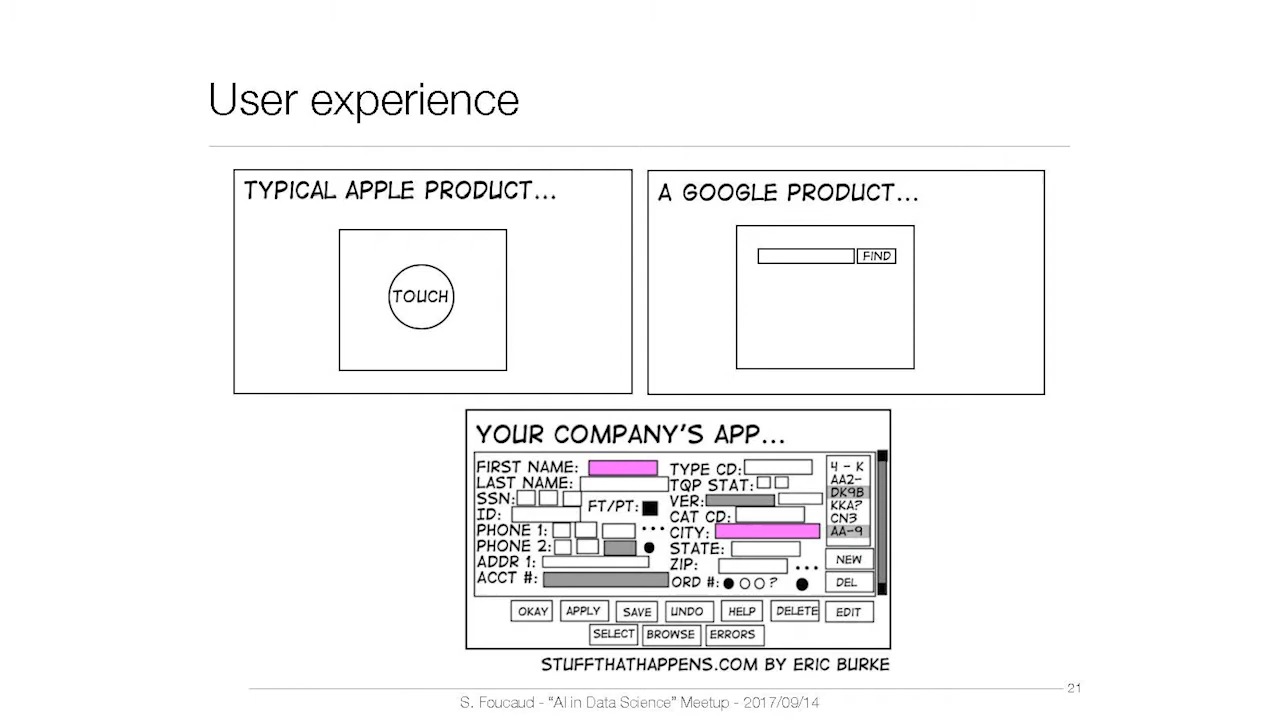 User experience
TYPICAL APPLE PRODUCT...
TOUCH
A GOOGLE PRODUCT...
FIND
YOUR COMPANY'S APP...
FIRST NAME:
LAST NAME:
SSN:
ID:
FT/PT:
PHONE 1:
...
PHONE 2:
ADDR 1:
ACCT #:
TYPE CD:
TQP STAT:
VER:
CAT CD:
CITY:
STATE:
ZIP:
...
ORD #:
?
4 - K
AA2-
DK9B
KKA?
CN3
AA-9
NEW
DEL
OKAY APPLY SAVE UNDO HELP DELETE EDIT
SELECT BROWSE ERRORS
STUFFTHATHAPPENS.COM BY ERIC BURKE
21
S. Foucaud - “AI in Data Science” Meetup - 2017/09/14